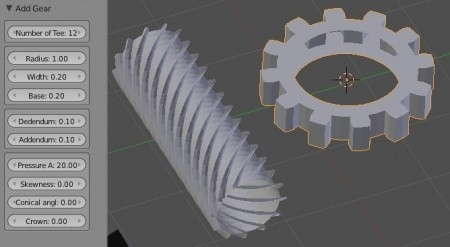 Add Gear
Number of Tee: 12
Radius: 1.00
Width: 0.20
Base: 0.20
Dedendum: 0.10
Addendum: 0.10
Pressure A: 20.00
Skewness: 0.00
Conical angl: 0.00
Crown: 0.00